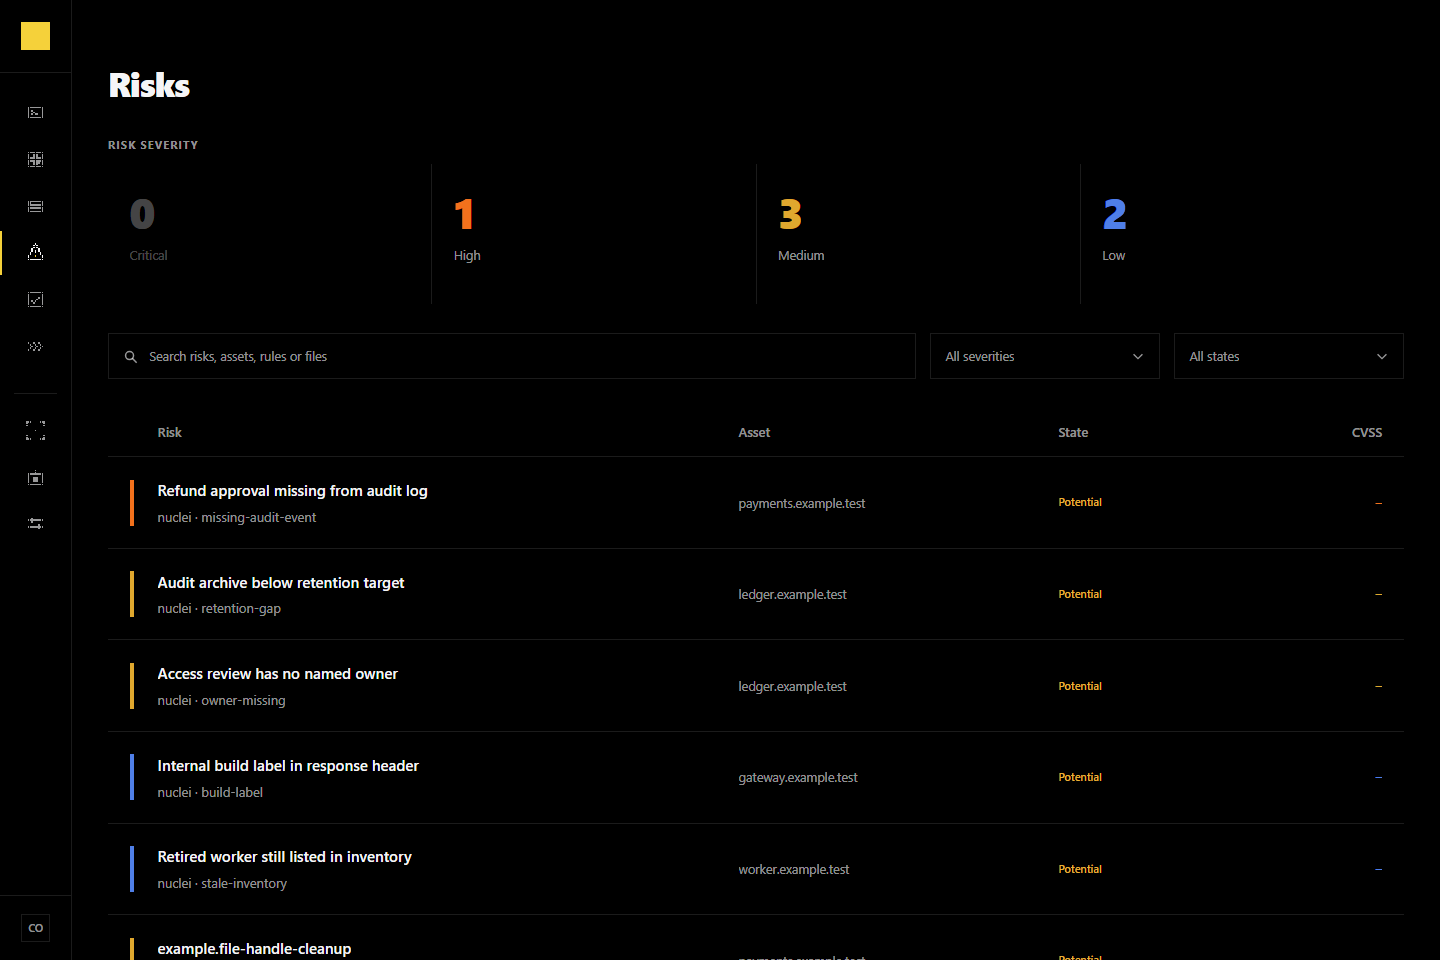 Risks
RISK SEVERITY
0
Critical
1
High
3
Medium
2
Low
Search risks, assets, rules or files
All severities
All states
Risk Asset State CVSS
Refund approval missing from audit log
nuclei · missing-audit-event
payments.example.test
Potential
–
Audit archive below retention target
nuclei · retention-gap
ledger.example.test
Potential
–
Access review has no named owner
nuclei · owner-missing
ledger.example.test
Potential
–
Internal build label in response header
nuclei · build-label
gateway.example.test
Potential
–
Retired worker still listed in inventory
nuclei · stale-inventory
worker.example.test
Potential
–
example.file-handle-cleanup
payments.example.test
Potential
CO